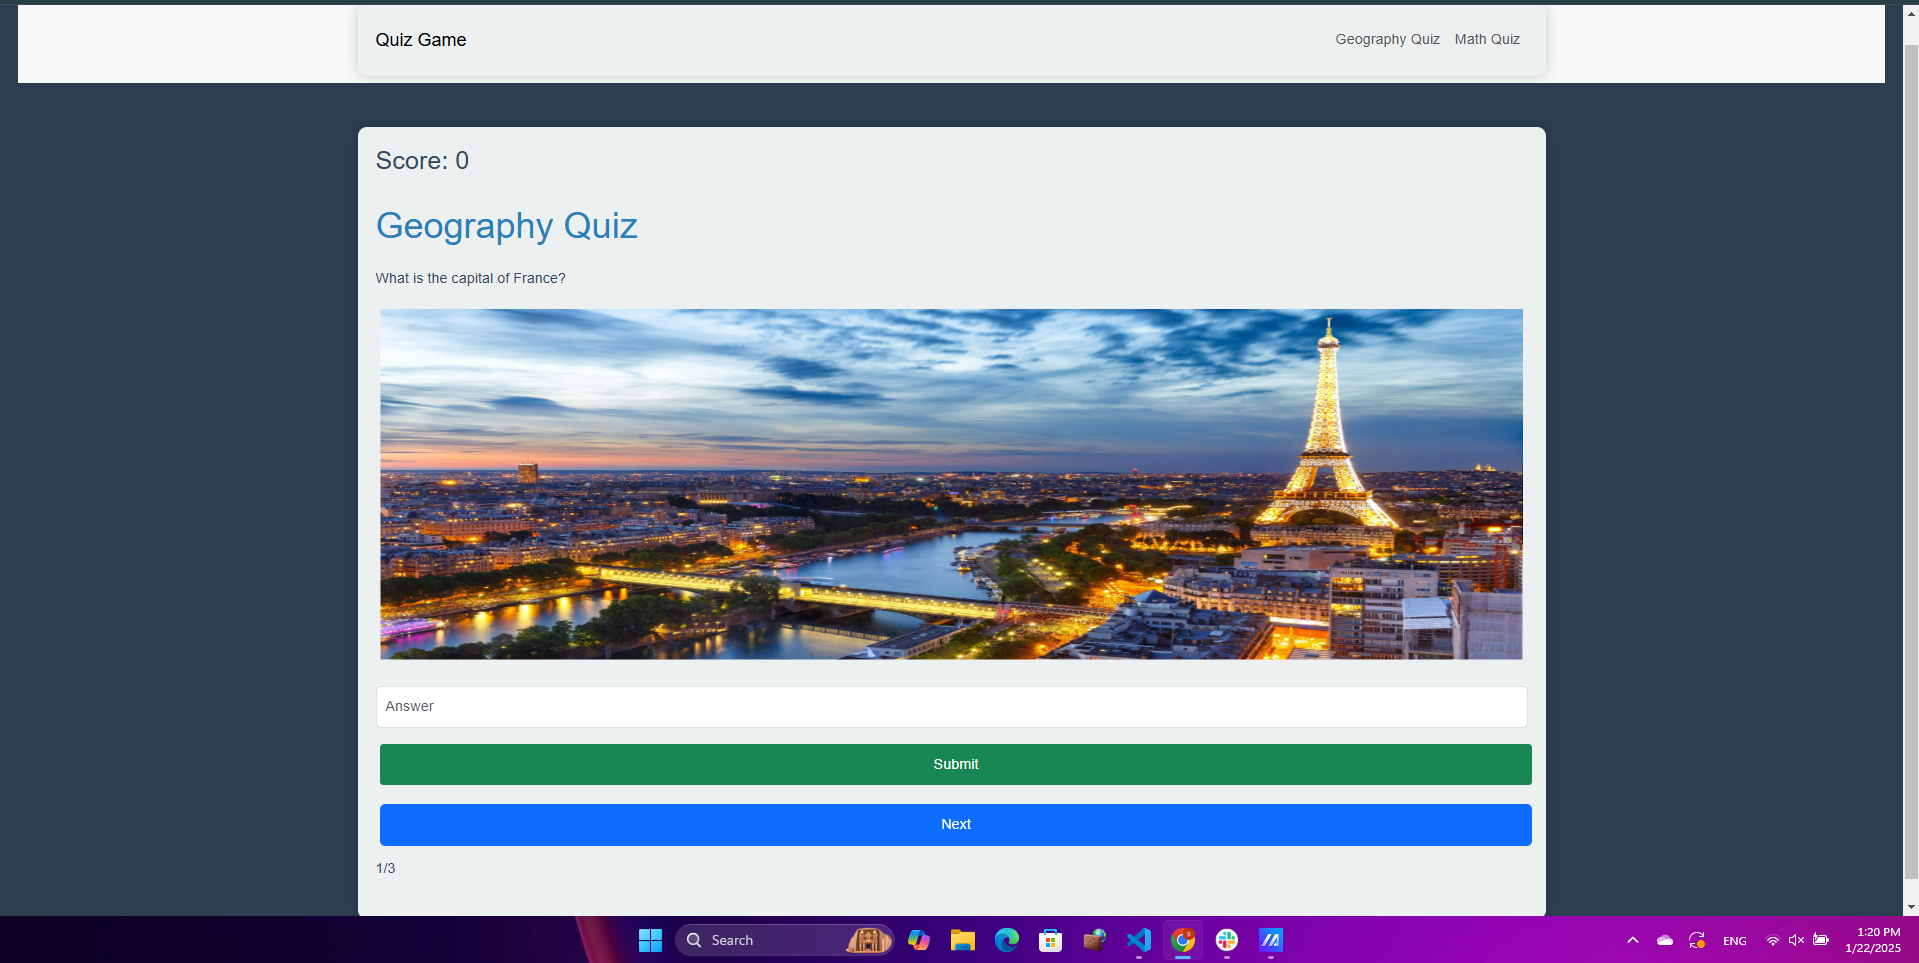 Quiz Game
Geography Quiz Math Quiz
Score: 0
Geography Quiz
What is the capital of France?
Answer
Submit
Next
1/3
Search
ENG
1:20 PM
1/22/2025